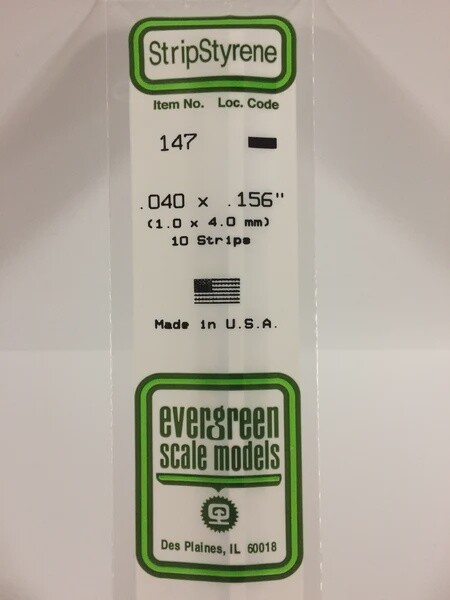 StripStyrene
Item No. Loc. Code
147
.040 x .156"
(1.0 x 4.0 mm)
10 Strips
Made in U.S.A.
evergreen
scale models
Des Plaines, IL 60018